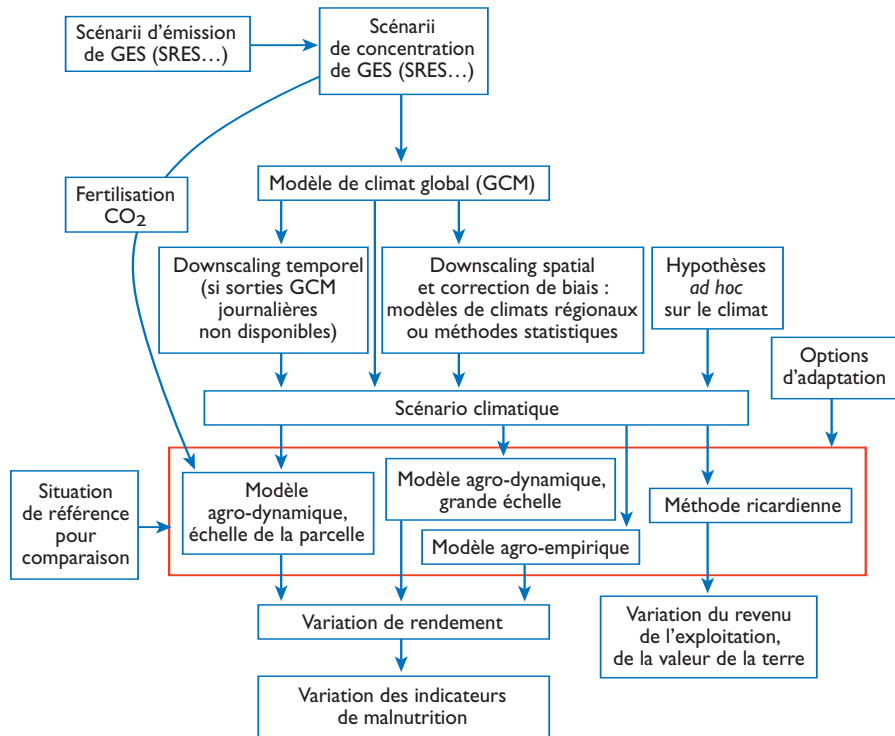 Scénarii d'émission
de GES (SRES…)
Scénarii
de concentration
de GES (SRES…)
Fertilisation
CO2
Modèle de climat global (GCM)
Downscaling temporel
(si sorties GCM
journalières
non disponibles)
Downscaling spatial
et correction de biais :
modèles de climats régionaux
ou méthodes statistiques
Hypothèses
ad hoc
sur le climat
Options
d'adaptation
Scénario climatique
Situation
de référence
pour
comparaison
Modèle
agro-dynamique,
échelle de la parcelle
Modèle agro-dynamique,
grande échelle
Modèle agro-empirique
Méthode ricardienne
Variation de rendement
Variation du revenu
de l'exploitation,
de la valeur de la terre
Variation des indicateurs
de malnutrition